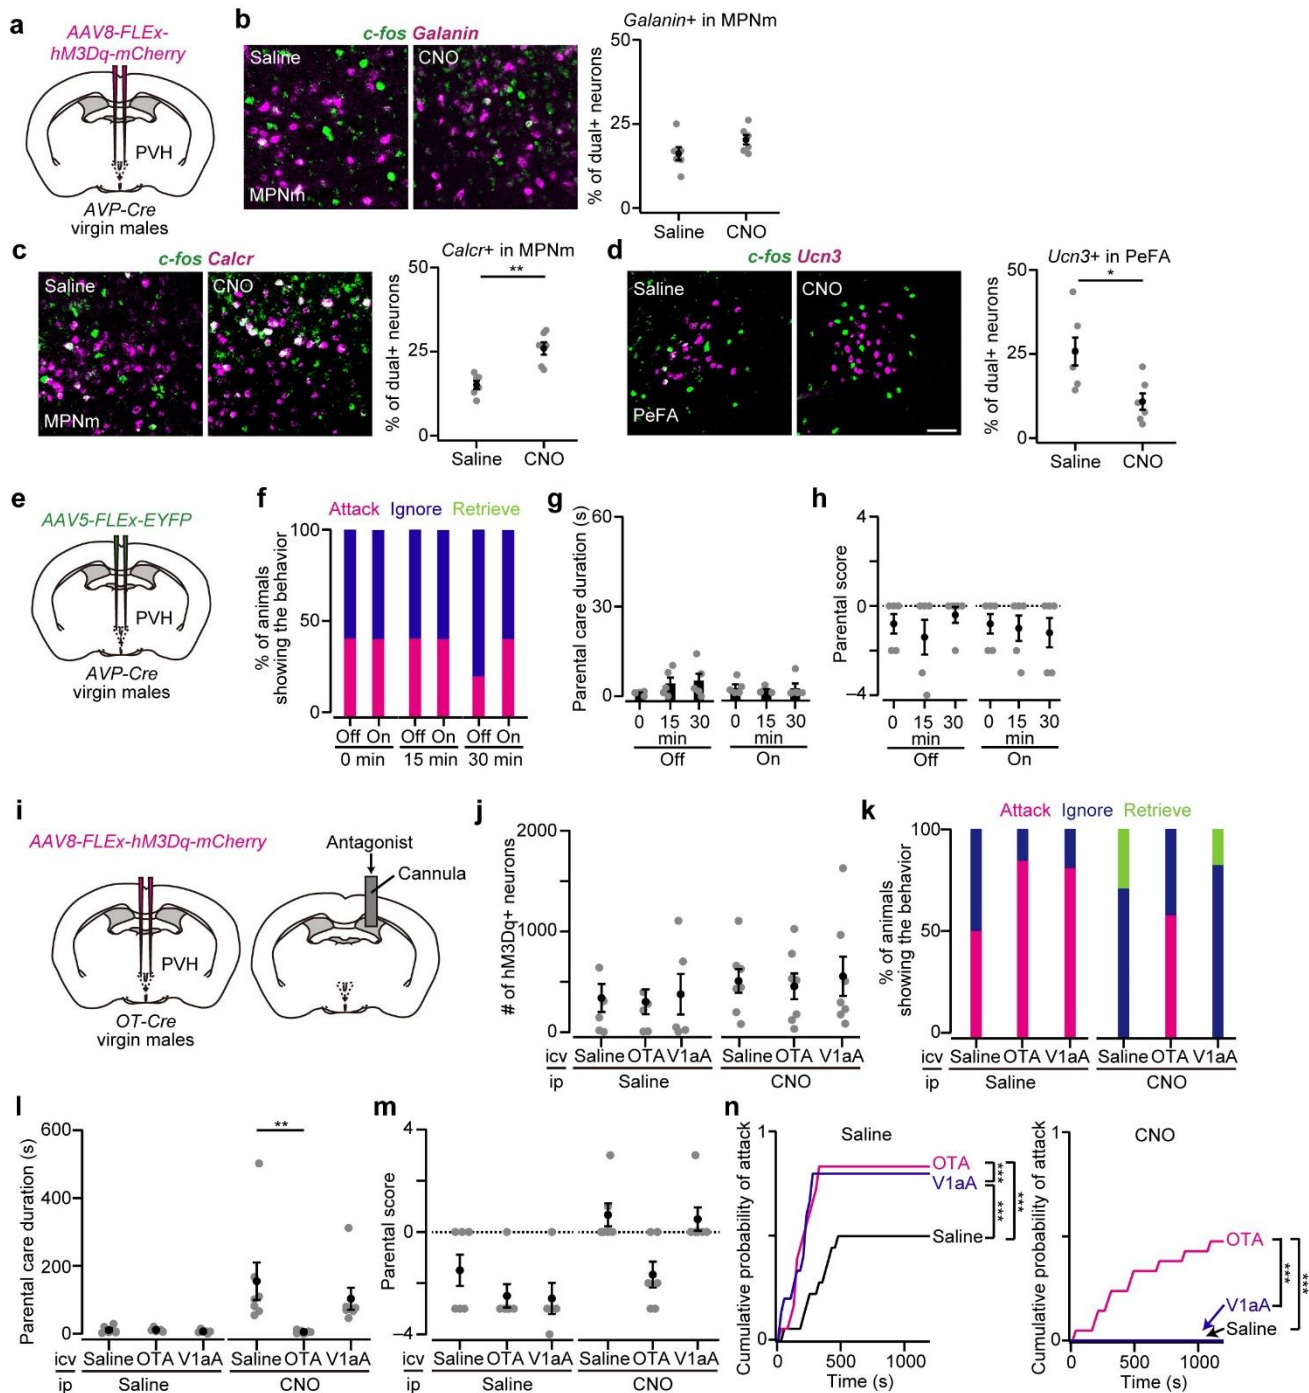 a
AAV8-FLEx-
hM3Dq-mCherry
PVH
AVP-Cre
virgin males
b
c-fos Galanin
Saline
CNO
MPNm
Galanin+ in MPNm
% of dual+ neurons
50
25
0
Saline CNO
c
c-fos Calcr
Saline
CNO
MPNm
Calcr+ in MPNm
**
% of dual+ neurons
50
25
0
Saline CNO
d
c-fos Ucn3
Saline
CNO
PeFA
Ucn3+ in PeFA
*
% of dual+ neurons
50
25
0
Saline CNO
e
AAV5-FLEx-EYFP
PVH
AVP-Cre
virgin males
f
Attack Ignore Retrieve
% of animals
showing the behavior
100
50
0
Off On Off On Off On
0 min 15 min 30 min
g
Parental care duration (s)
60
30
0
0 15 30 0 15 30
min min
Off On
h
Parental score
4
0
–4
0 15 30 0 15 30
min min
Off On
i
AAV8-FLEx-hM3Dq-mCherry
Antagonist
Cannula
PVH
OT-Cre
virgin males
j
# of hM3Dq+ neurons
2000
1000
0
icv Saline OTA V1aA Saline OTA V1aA
ip Saline CNO
k
Attack Ignore Retrieve
% of animals
showing the behavior
100
50
0
icv Saline OTA V1aA Saline OTA V1aA
ip Saline CNO
l
Parental care duration (s)
600
400
200
0
**
icv Saline OTA V1aA Saline OTA V1aA
ip Saline CNO
m
Parental score
4
0
–4
icv Saline OTA V1aA Saline OTA V1aA
ip Saline CNO
n
Cumulative probability of attack
1
0
Saline
OTA
V1aA
Saline
***
***
***
0 500 1000
Time (s)
Cumulative probability of attack
1
0
CNO
OTA
V1aA
Saline
***
***
0 500 1000
Time (s)